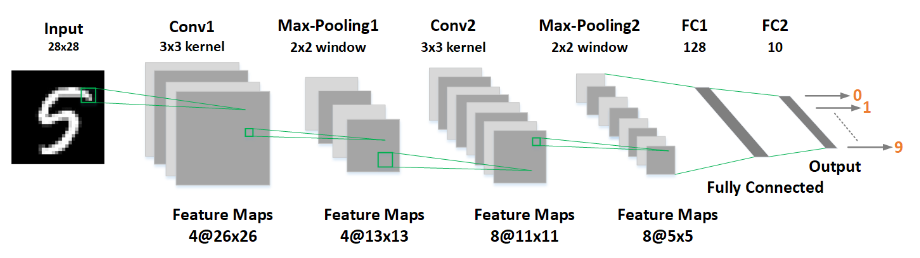 Input
28x28
Conv1
3x3 kernel
Max-Pooling1
2x2 window
Conv2
3x3 kernel
Max-Pooling2
2x2 window
FC1
128
FC2
10
0
1
9
Output
Fully Connected
Feature Maps
4@26x26
Feature Maps
4@13x13
Feature Maps
8@11x11
Feature Maps
8@5x5